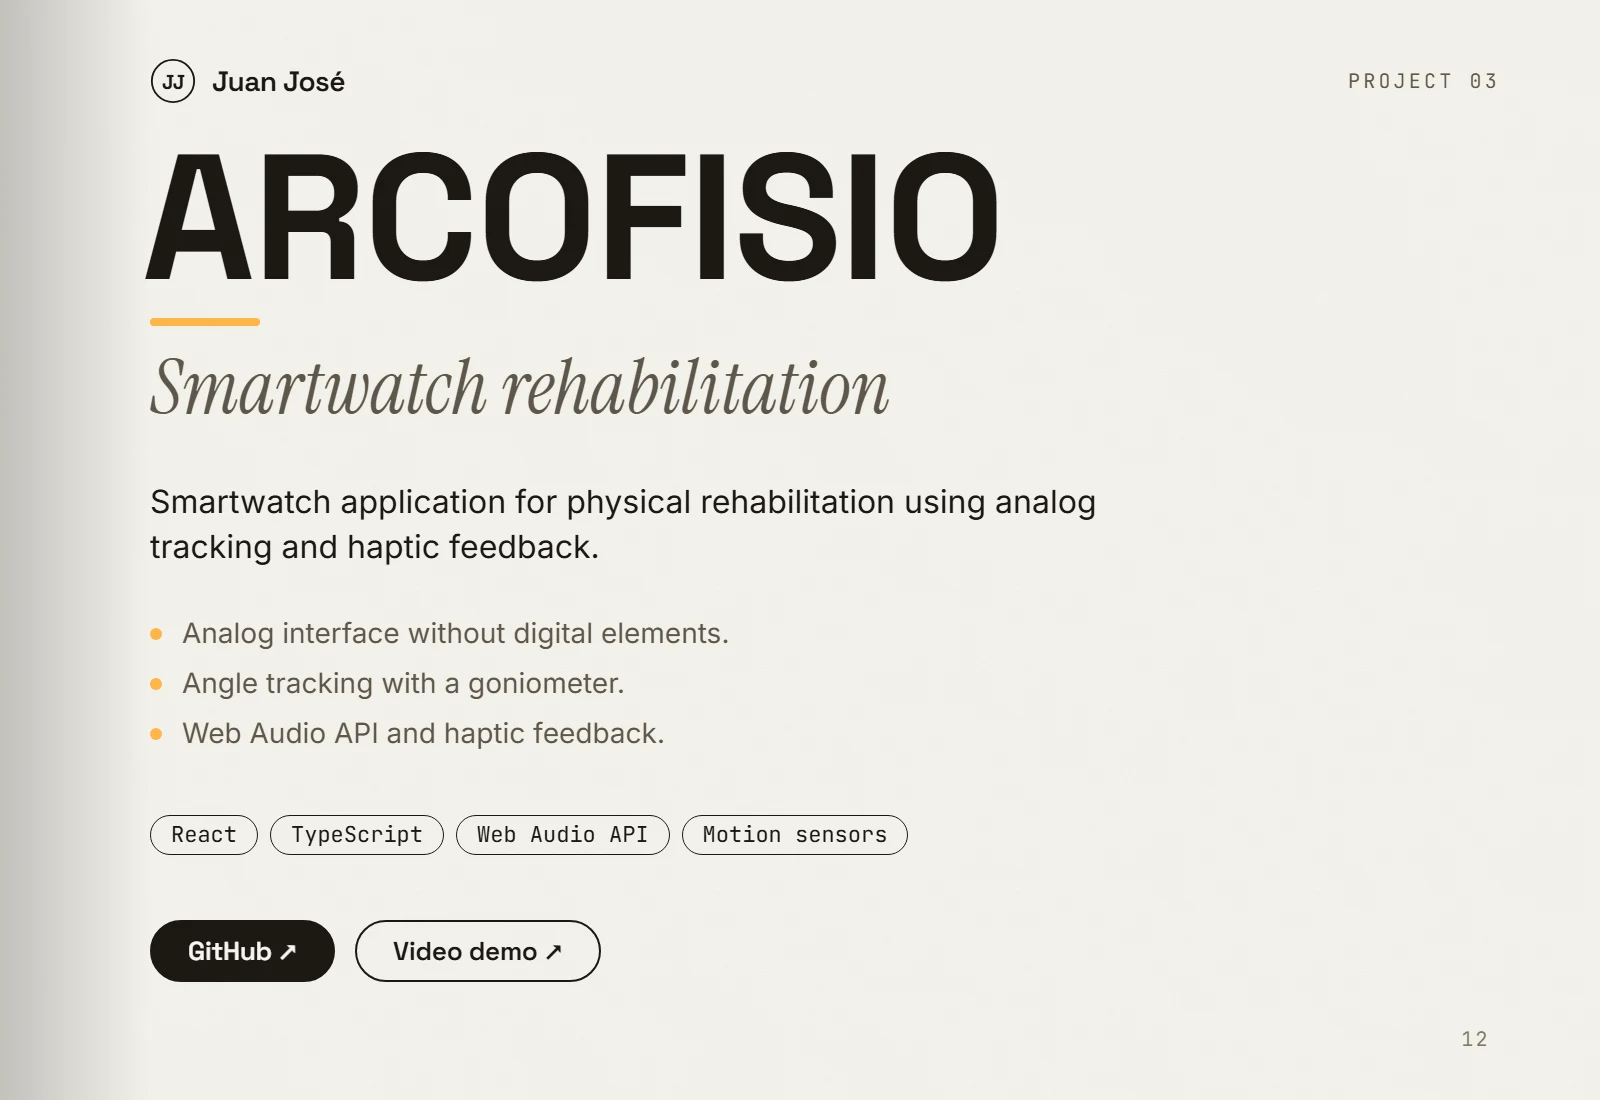 JJ Juan José
PROJECT 03
ARCOFISIO
Smartwatch rehabilitation
Smartwatch application for physical rehabilitation using analog
tracking and haptic feedback.
Analog interface without digital elements.
Angle tracking with a goniometer.
Web Audio API and haptic feedback.
React TypeScript Web Audio API Motion sensors
GitHub ↗ Video demo ↗
12